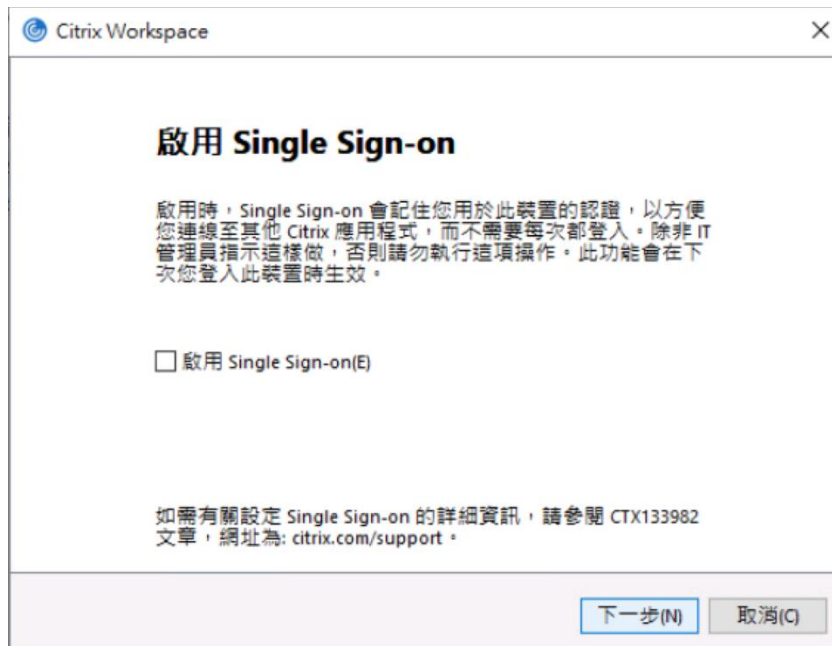 Citrix Workspace
啟用 Single Sign-on
啟用時，Single Sign-on 會記住您用於此裝置的認證，以方便
您連線至其他 Citrix 應用程式，而不需要每次都登入。除非 IT
管理員指示這樣做，否則請勿執行這項操作。此功能會在下
次您登入此裝置時生效。
啟用 Single Sign-on(E)
如需有關設定 Single Sign-on 的詳細資訊，請參閱 CTX133982
文章，網址為: citrix.com/support。
下一步(N)
取消(C)